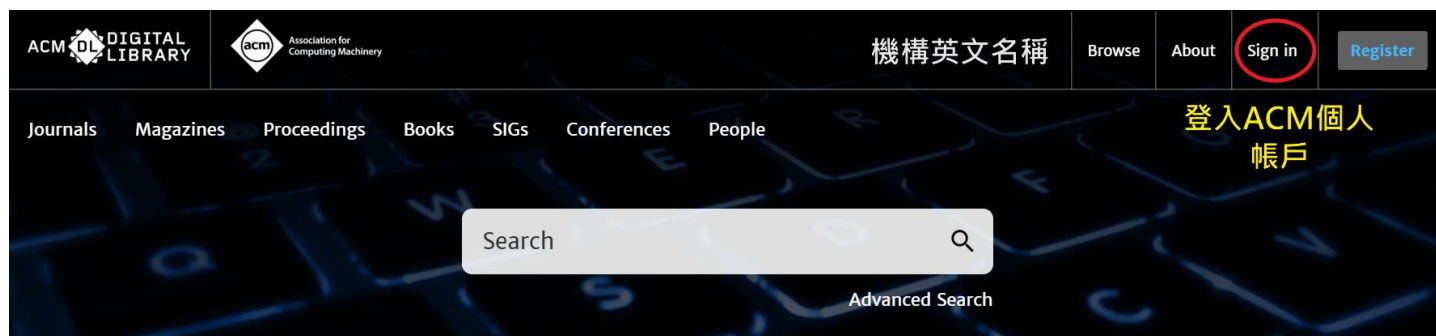 ACM DL DIGITAL LIBRARY
acm Association for Computing Machinery
機構英文名稱
Browse
About
Sign in
Register
Journals
Magazines
Proceedings
Books
SIGs
Conferences
People
登入ACM個人
帳戶
Search
Advanced Search